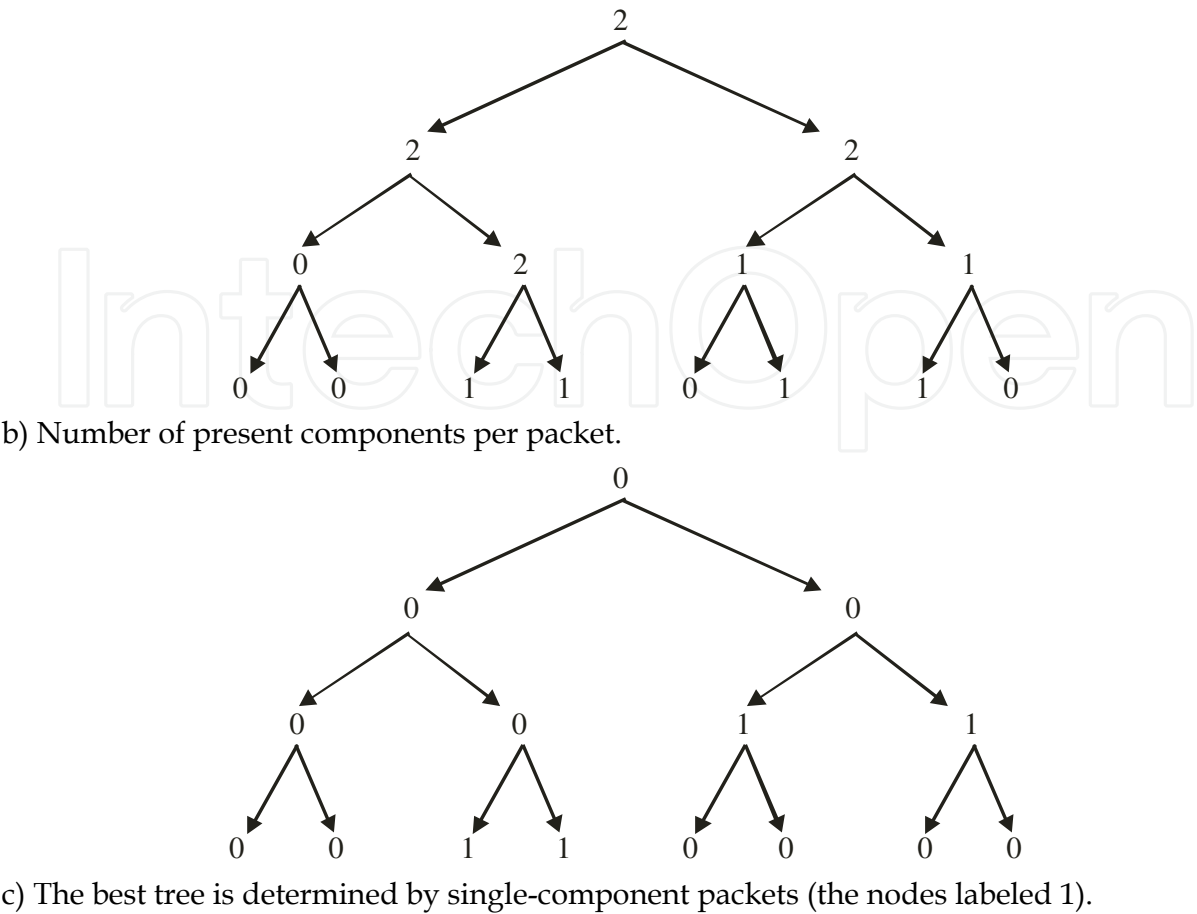 2
2 2
0 2 1 1
0 0 1 1 0 1 1 0
IntechOpen
b) Number of present components per packet.
0
0 0
0 0 1 1
0 0 1 1 0 0 0 0
c) The best tree is determined by single-component packets (the nodes labeled 1).